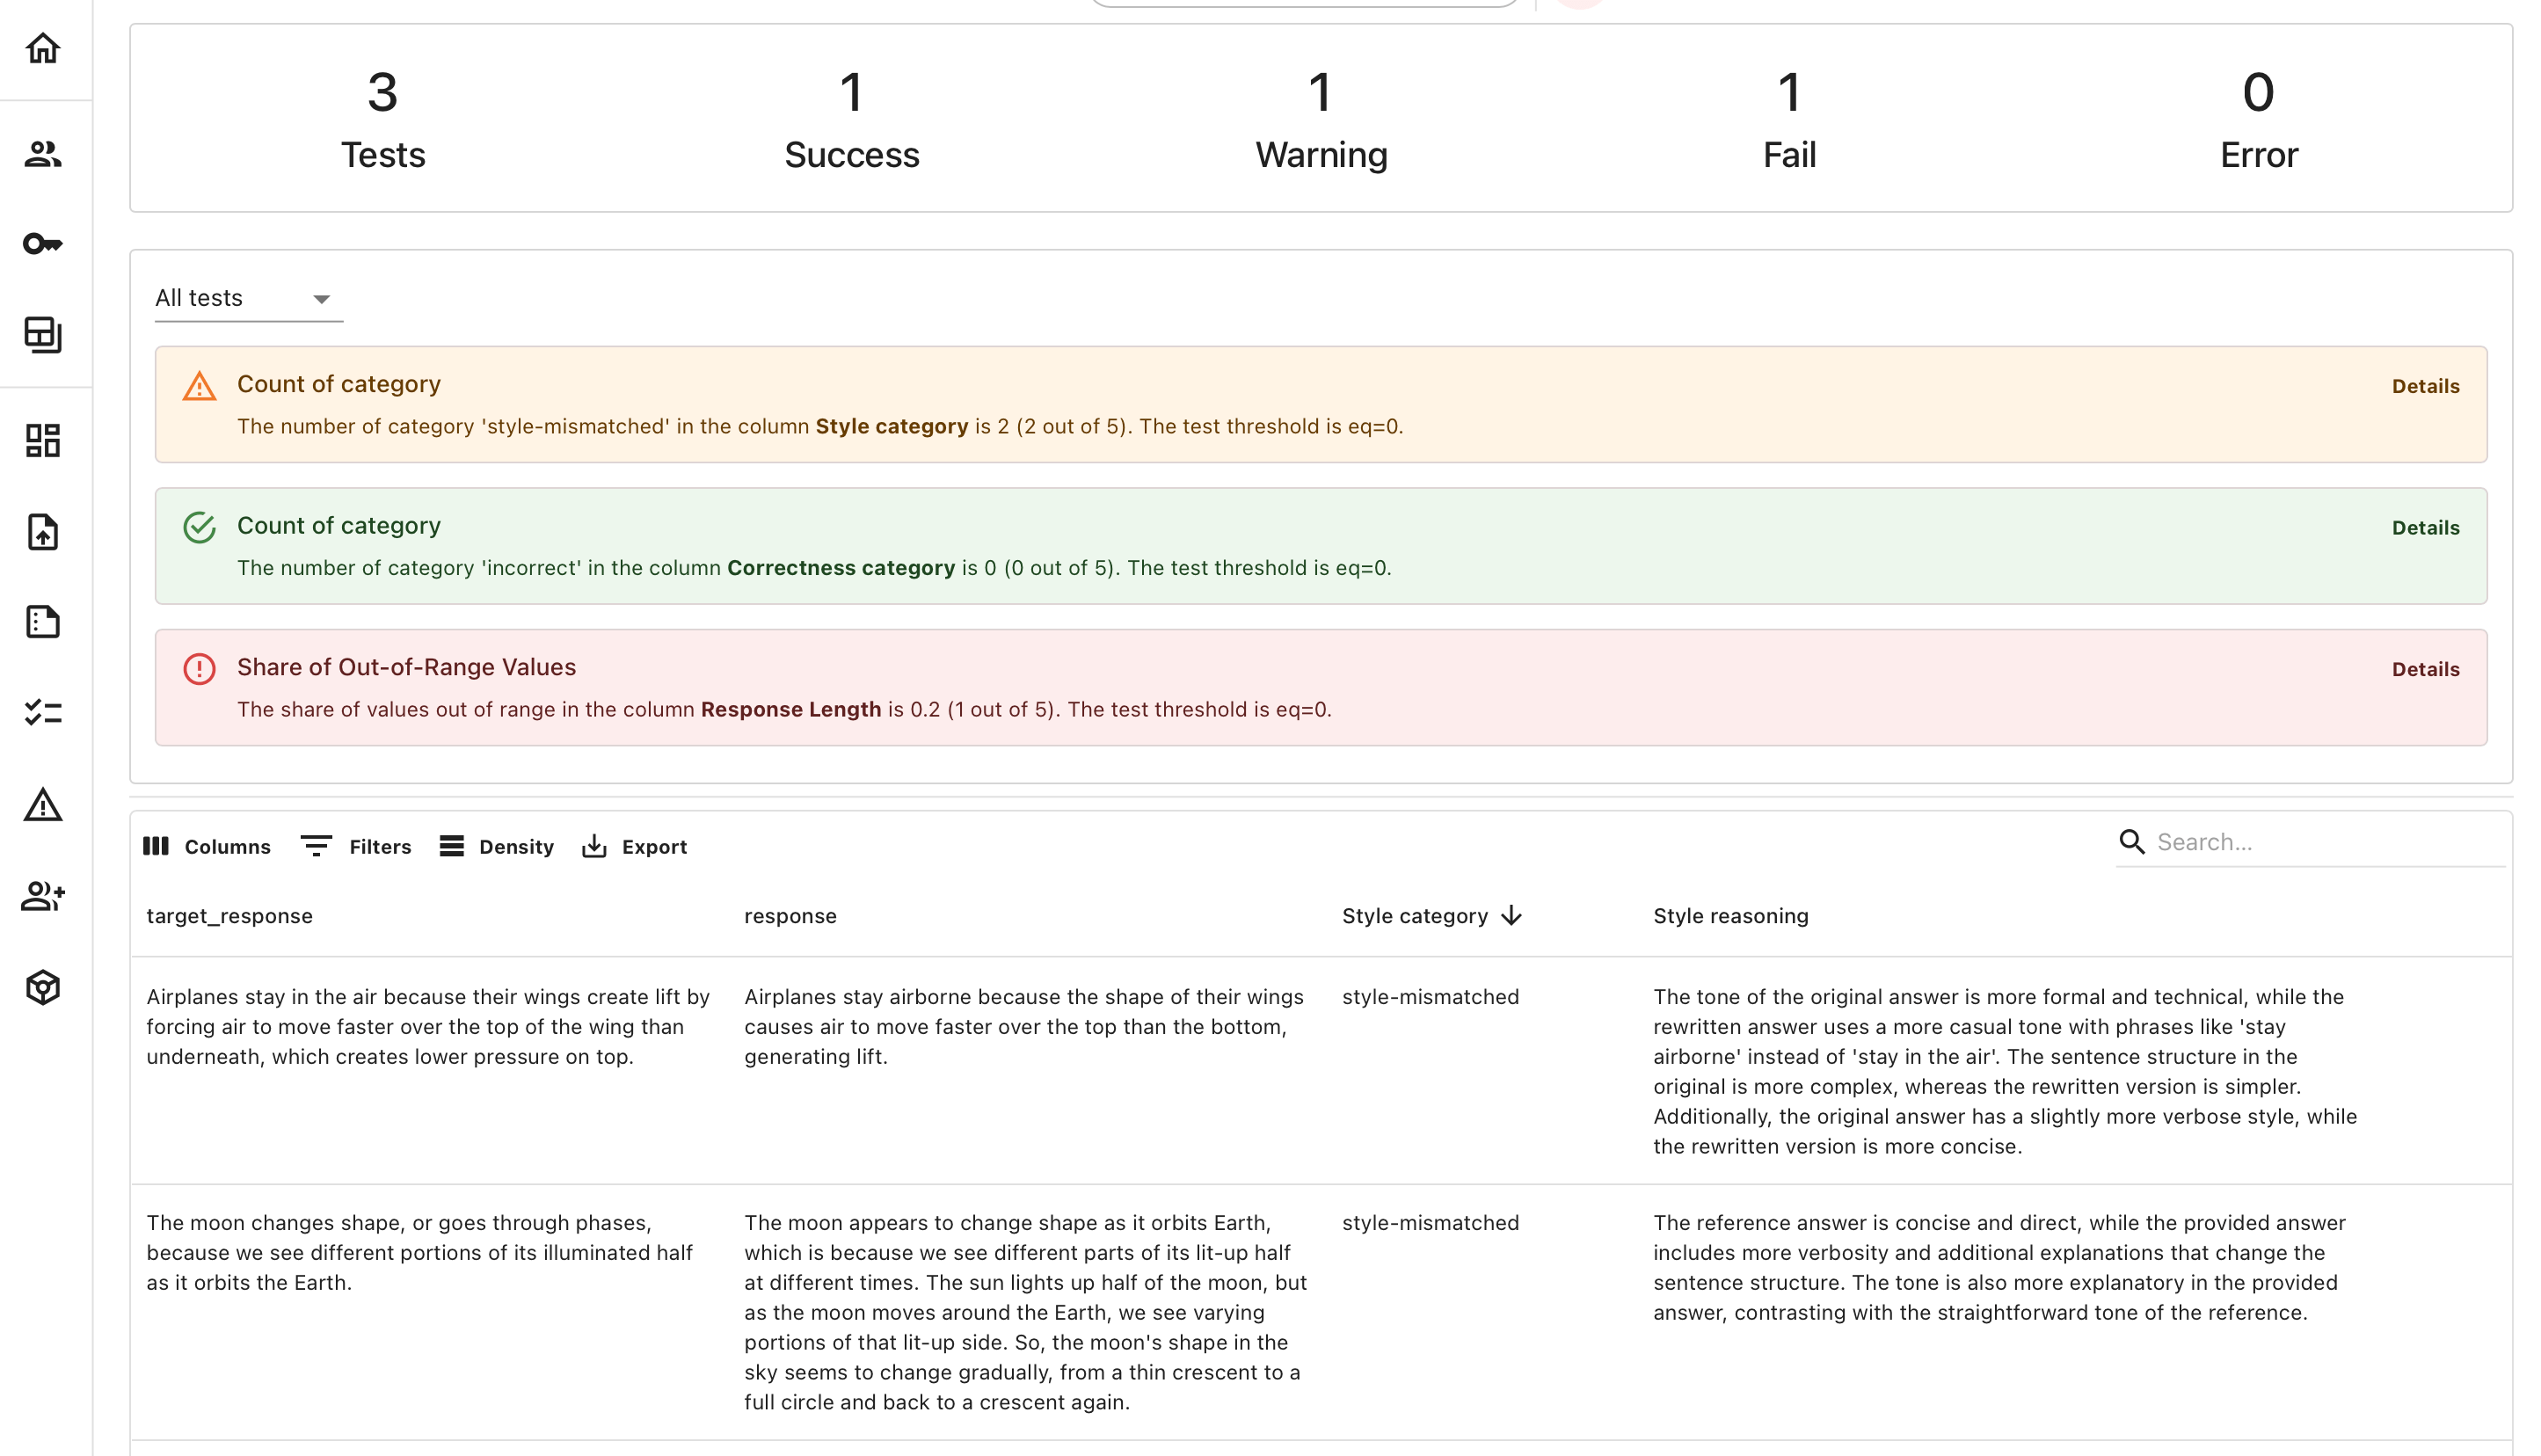 3
Tests
1
Success
1
Warning
1
Fail
0
Error
All tests
Count of category
Details
The number of category 'style-mismatched' in the column Style category is 2 (2 out of 5). The test threshold is eq=0.
Count of category
Details
The number of category 'incorrect' in the column Correctness category is 0 (0 out of 5). The test threshold is eq=0.
Share of Out-of-Range Values
Details
The share of values out of range in the column Response Length is 0.2 (1 out of 5). The test threshold is eq=0.
Columns
Filters
Density
Export
Search...
target_response
response
Style category
Style reasoning
Airplanes stay in the air because their wings create lift by
forcing air to move faster over the top of the wing than
underneath, which creates lower pressure on top.
Airplanes stay airborne because the shape of their wings
causes air to move faster over the top than the bottom,
generating lift.
style-mismatched
The tone of the original answer is more formal and technical, while the
rewritten answer uses a more casual tone with phrases like 'stay
airborne' instead of 'stay in the air'. The sentence structure in the
original is more complex, whereas the rewritten version is simpler.
Additionally, the original answer has a slightly more verbose style, while
the rewritten version is more concise.
The moon changes shape, or goes through phases,
because we see different portions of its illuminated half
as it orbits the Earth.
The moon appears to change shape as it orbits Earth,
which is because we see different parts of its lit-up half
at different times. The sun lights up half of the moon, but
as the moon moves around the Earth, we see varying
portions of that lit-up side. So, the moon's shape in the
sky seems to change gradually, from a thin crescent to a
full circle and back to a crescent again.
style-mismatched
The reference answer is concise and direct, while the provided answer
includes more verbosity and additional explanations that change the
sentence structure. The tone is also more explanatory in the provided
answer, contrasting with the straightforward tone of the reference.